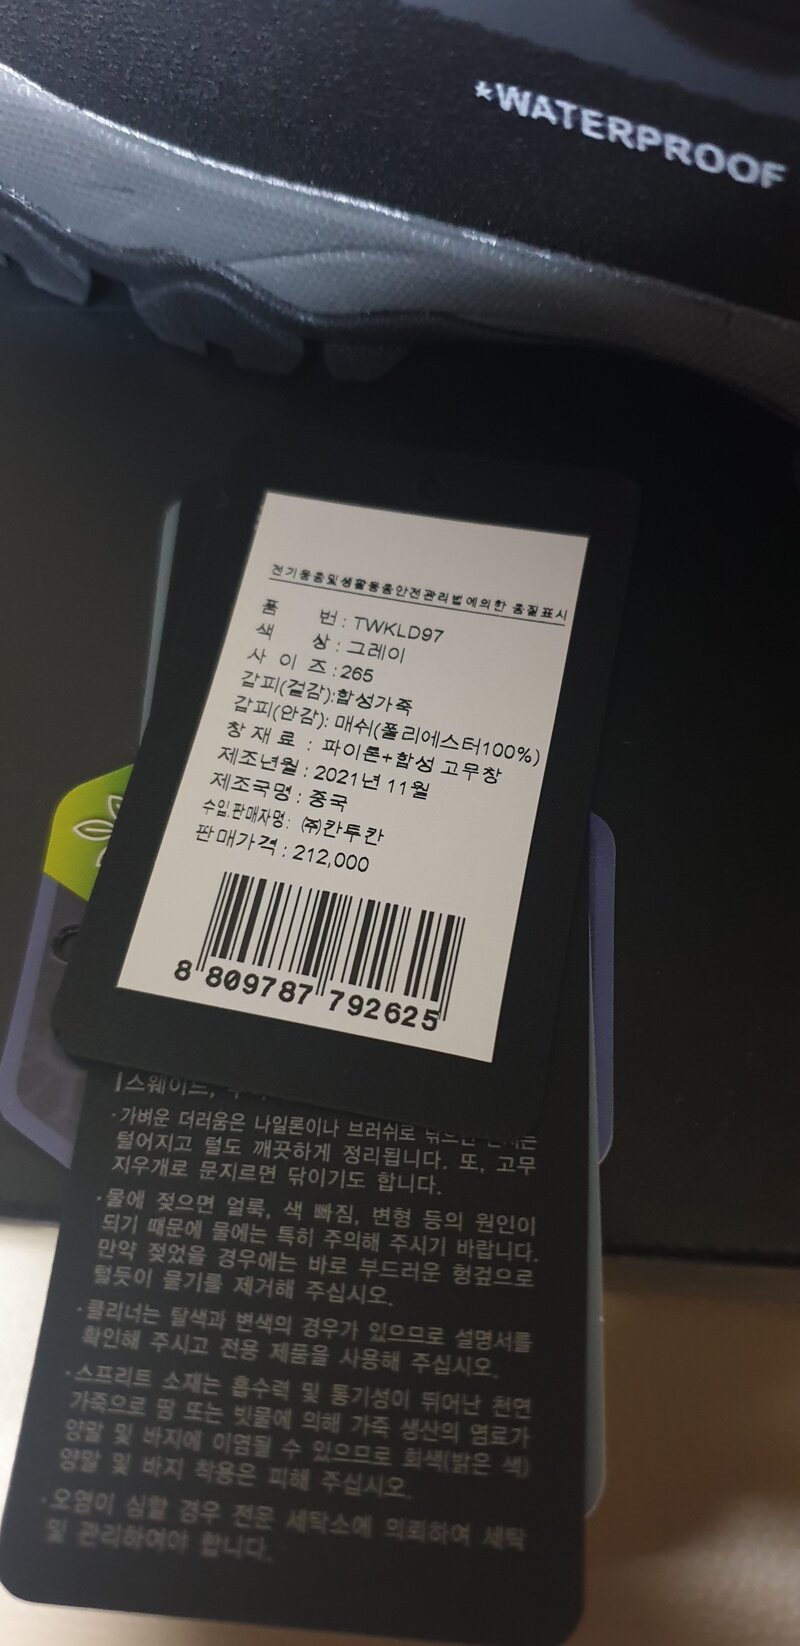 *WATERPROOF
전기용품및생활용품안전관리법에의한 품질표시
품 번 : TWKLD97
색 상 : 그레이
사 이 즈 : 265
갑피(겉감):합성가죽
갑피(안감): 매쉬(폴리에스터100%)
창 재 료 : 파이론+합성 고무창
제조년월 : 2021년 11월
제조국명 : 중국
수입.판매자명: ㈜칸투칸
판매가격 : 212,000
8 809787 792625
스웨이드,
·가벼운 더러움은 나일론이나 브러쉬로
털어지고 털도 깨끗하게 정리됩니다. 또, 고무
지우개로 문지르면 닦이기도 합니다.
·물에 젖으면 얼룩, 색 빠짐, 변형 등의 원인이
되기 때문에 물에는 특히 주의해 주시기 바랍니다.
만약 젖었을 경우에는 바로 부드러운 헝겊으로
털듯이 물기를 제거해 주십시오.
·클리너는 탈색과 변색의 경우가 있으므로 설명서를
확인해 주시고 전용 제품을 사용해 주십시오.
·스프리트 소재는 흡수력 및 통기성이 뛰어난 천연
가죽으로 땀 또는 빗물에 의해 가죽 생산의 염료가
양말 및 바지에 이염될 수 있으므로 회색(밝은 색)
양말 및 바지 착용은 피해 주십시오.
·오염이 심할 경우 전문 세탁소에 의뢰하여 세탁
및 관리하여야 합니다.